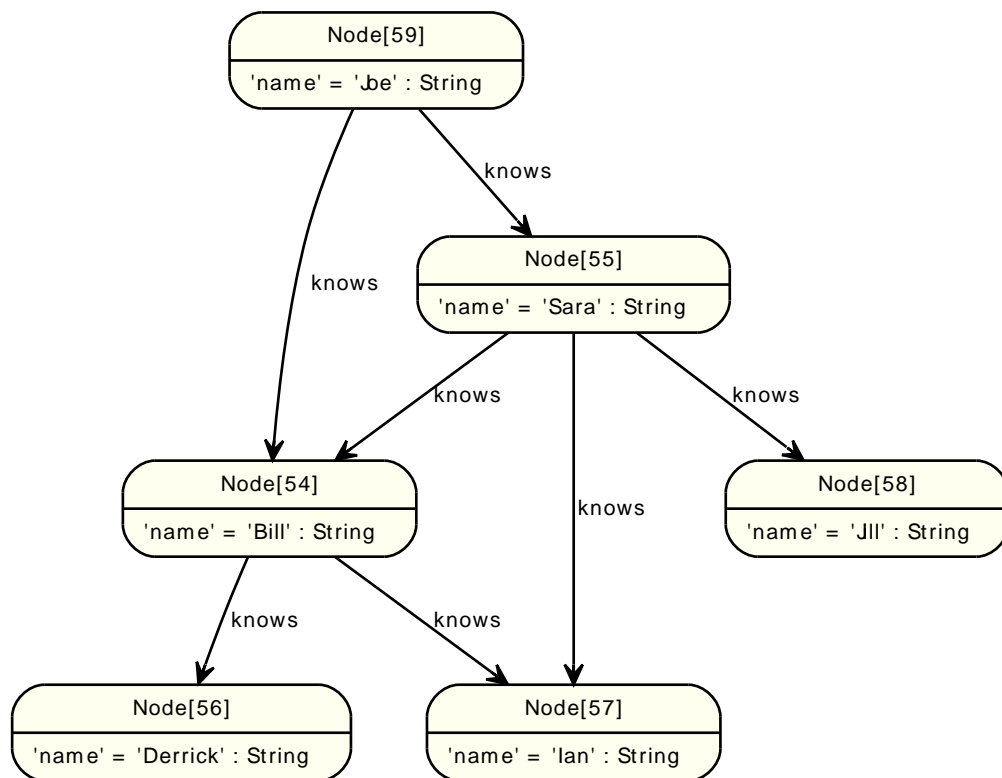 Node[59]
'name' = 'Joe' : String
knows
Node[55]
knows
'name' = 'Sara' : String
knows
knows
Node[54]
Node[58]
knows
'name' = 'Bill' : String
'name' = 'Jill' : String
knows
knows
Node[56]
Node[57]
'name' = 'Derrick' : String
'name' = 'Ian' : String